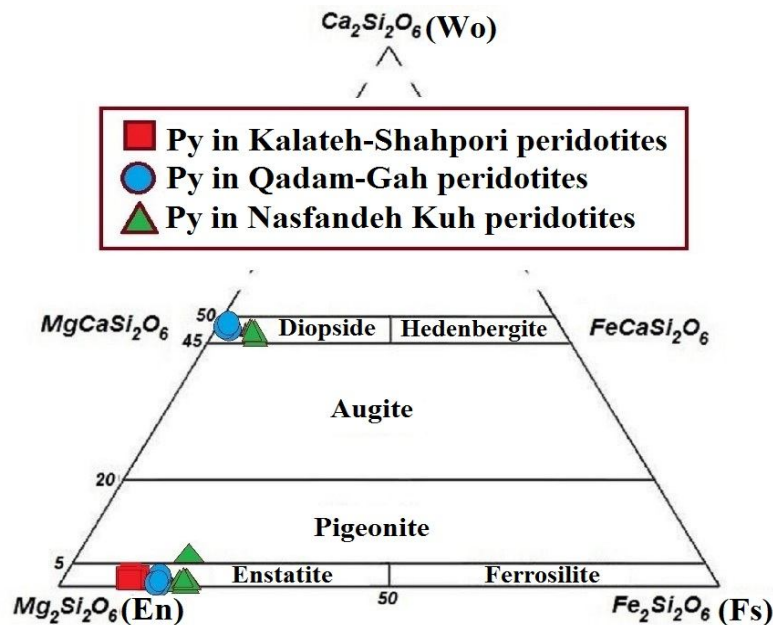 Ca₂Si₂O₆ (Wo)
Py in Kalateh-Shahpori peridotites
Py in Qadam-Gah peridotites
Py in Nasfandeh Kuh peridotites
MgCaSi₂O₆
50
45
Diopside
Hedenbergite
FeCaSi₂O₆
Augite
20
Pigeonite
5
Enstatite
Ferrosilite
Mg₂Si₂O₆ (En)
50
Fe₂Si₂O₆ (Fs)